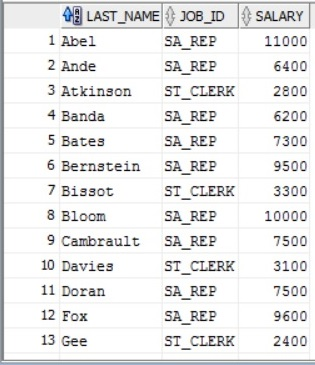 LAST_NAME JOB_ID SALARY
1 Abel SA_REP 11000
2 Ande SA_REP 6400
3 Atkinson ST_CLERK 2800
4 Banda SA_REP 6200
5 Bates SA_REP 7300
6 Bernstein SA_REP 9500
7 Bissot ST_CLERK 3300
8 Bloom SA_REP 10000
9 Cambrault SA_REP 7500
10 Davies ST_CLERK 3100
11 Doran SA_REP 7500
12 Fox SA_REP 9600
13 Gee ST_CLERK 2400